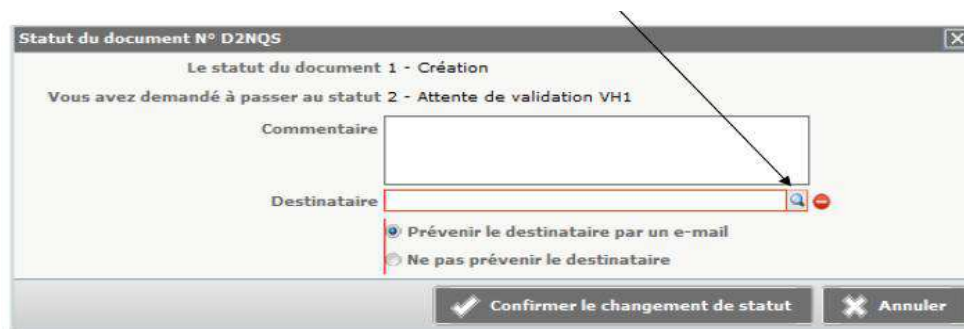 Statut du document N° D2NQS
Le statut du document 1 - Création
Vous avez demandé à passer au statut 2 - Attente de validation VH1
Commentaire
Destinataire
Prévenir le destinataire par un e-mail
Ne pas prévenir le destinataire
Confirmer le changement de statut Annuler